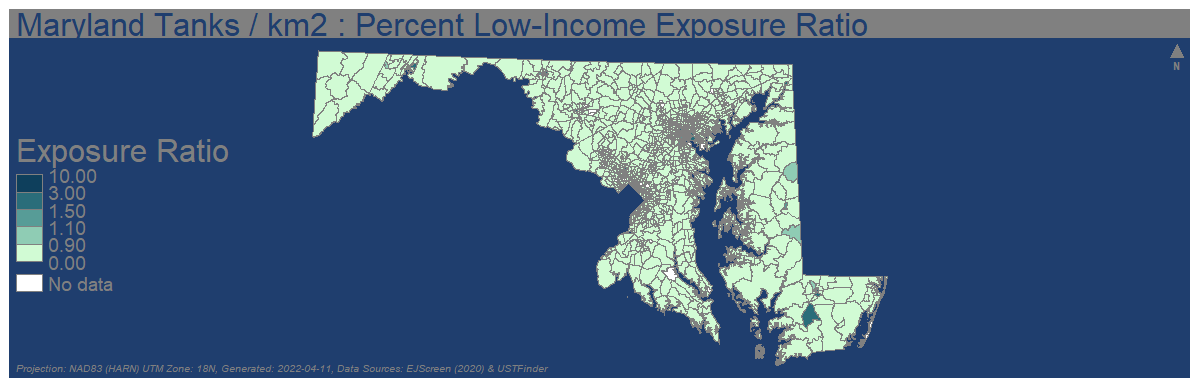 Maryland Tanks / km2 : Percent Low-Income Exposure Ratio
N
Exposure Ratio
10.00
3.00
1.50
1.10
0.90
0.00
No data
Projection: NAD83 (HARN) UTM Zone: 18N, Generated: 2022-04-11, Data Sources: EJScreen (2020) & USTFinder